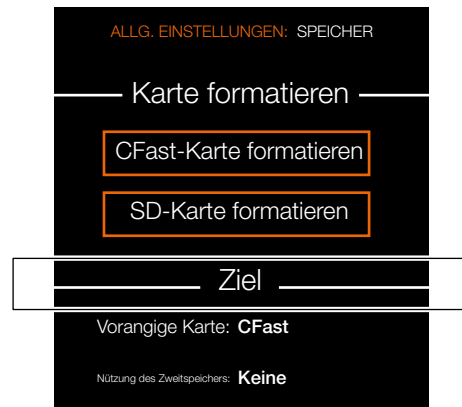 ALLG. EINSTELLUNGEN: SPEICHER
Karte formatieren
CFast-Karte formatieren
SD-Karte formatieren
Ziel
Vorangige Karte: CFast
Nützung des Zweitspeichers: Keine